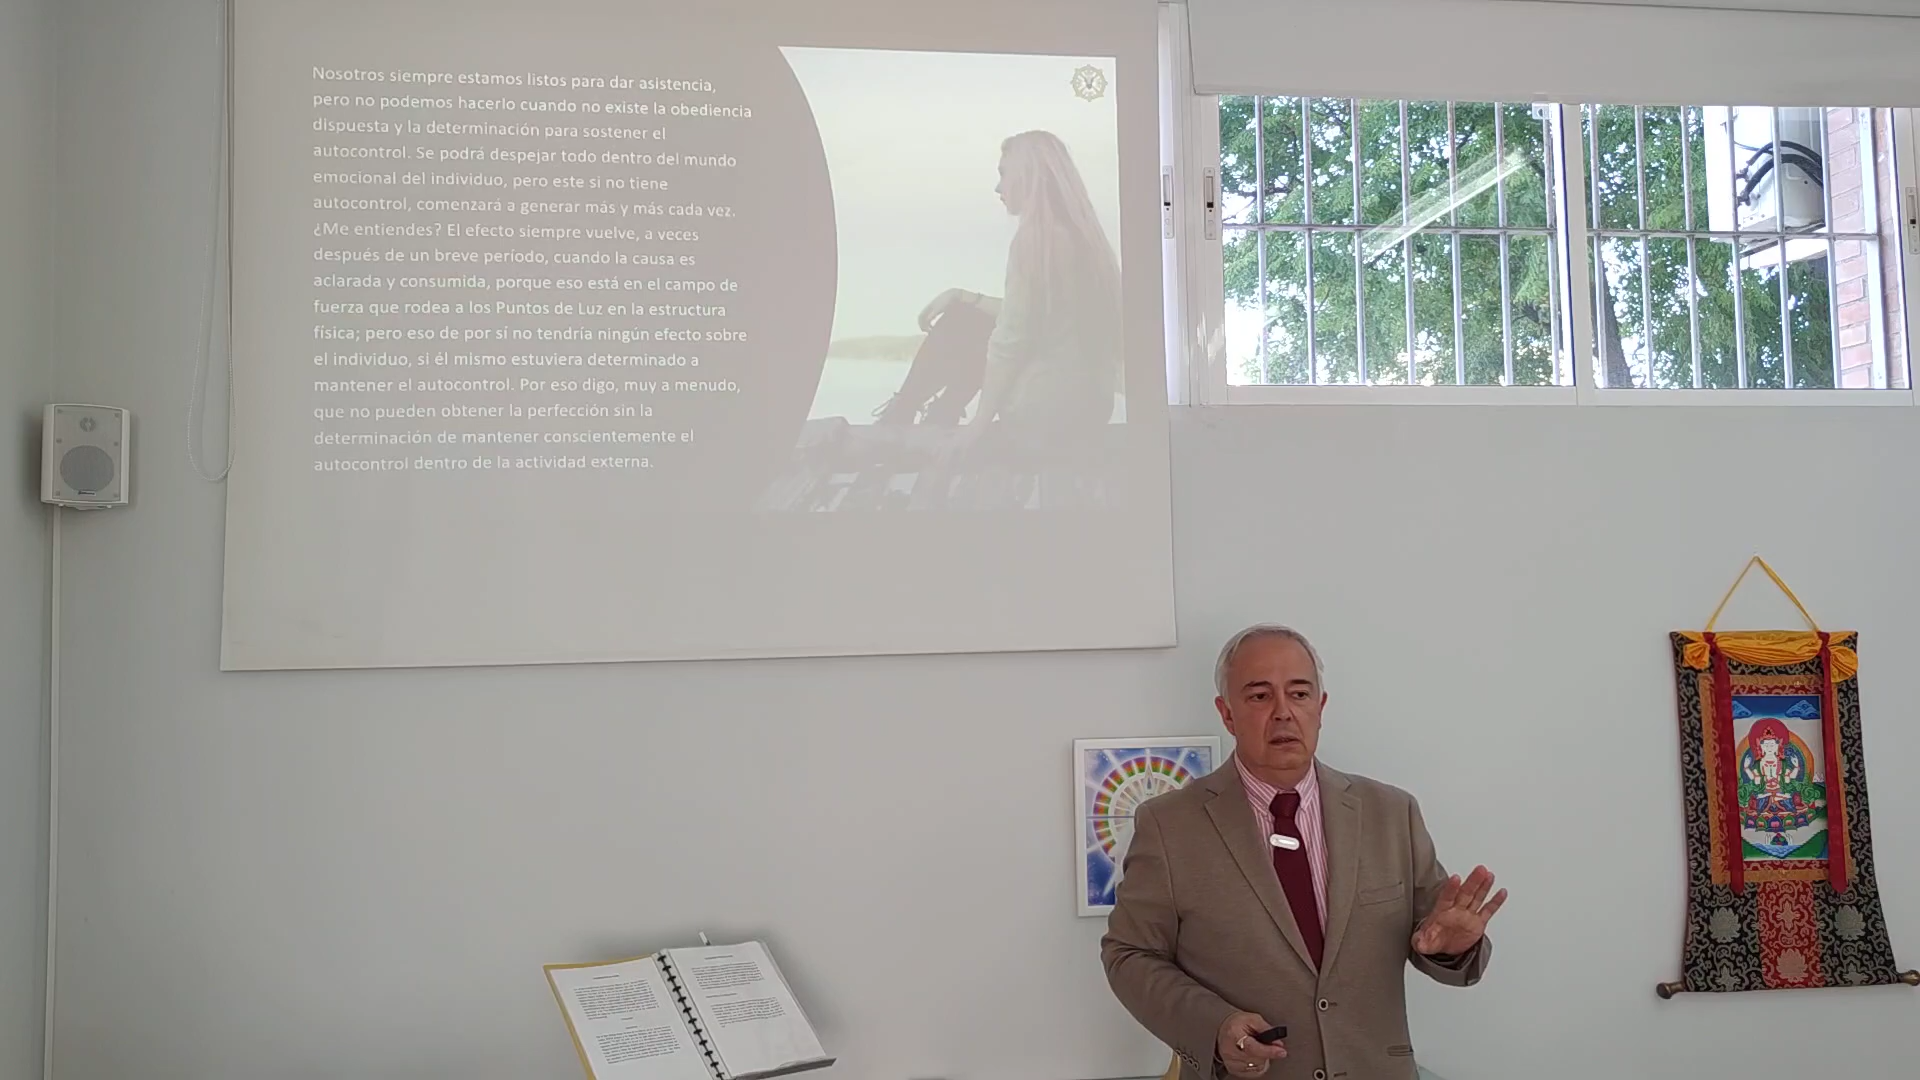 Nosotros siempre estamos listos para dar asistencia,
pero no podemos hacerlo cuando no existe la obediencia
dispuesta y la determinación para sostener el
autocontrol. Se podrá despejar todo dentro del mundo
emocional del individuo, pero este si no tiene
autocontrol, comenzará a generar más y más cada vez.
¿Me entiendes? El efecto siempre vuelve, a veces
después de un breve período, cuando la causa es
aclarada y consumida, porque eso está en el campo de
fuerza que rodea a los Puntos de Luz en la estructura
física; pero eso de por sí no tendría ningún efecto sobre
el individuo, si él mismo estuviera determinado a
mantener el autocontrol. Por eso digo, muy a menudo,
que no pueden obtener la perfección sin la
determinación de mantener conscientemente el
autocontrol dentro de la actividad externa.